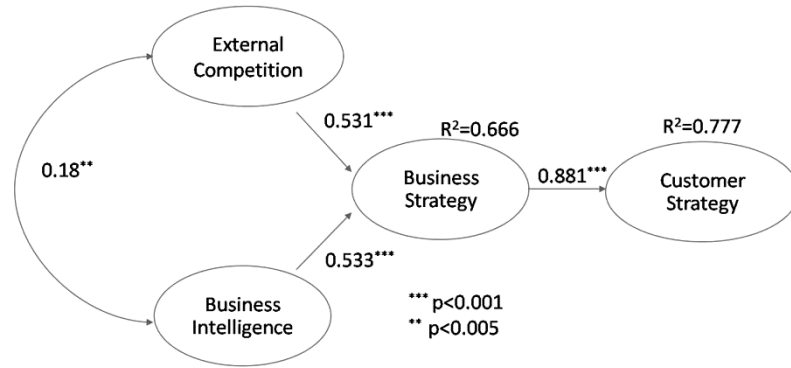 External
Competition
0.531***
R²=0.666
R²=0.777
0.18**
Business
Strategy
0.881***
Customer
Strategy
0.533***
Business
Intelligence
*** p<0.001
** p<0.005